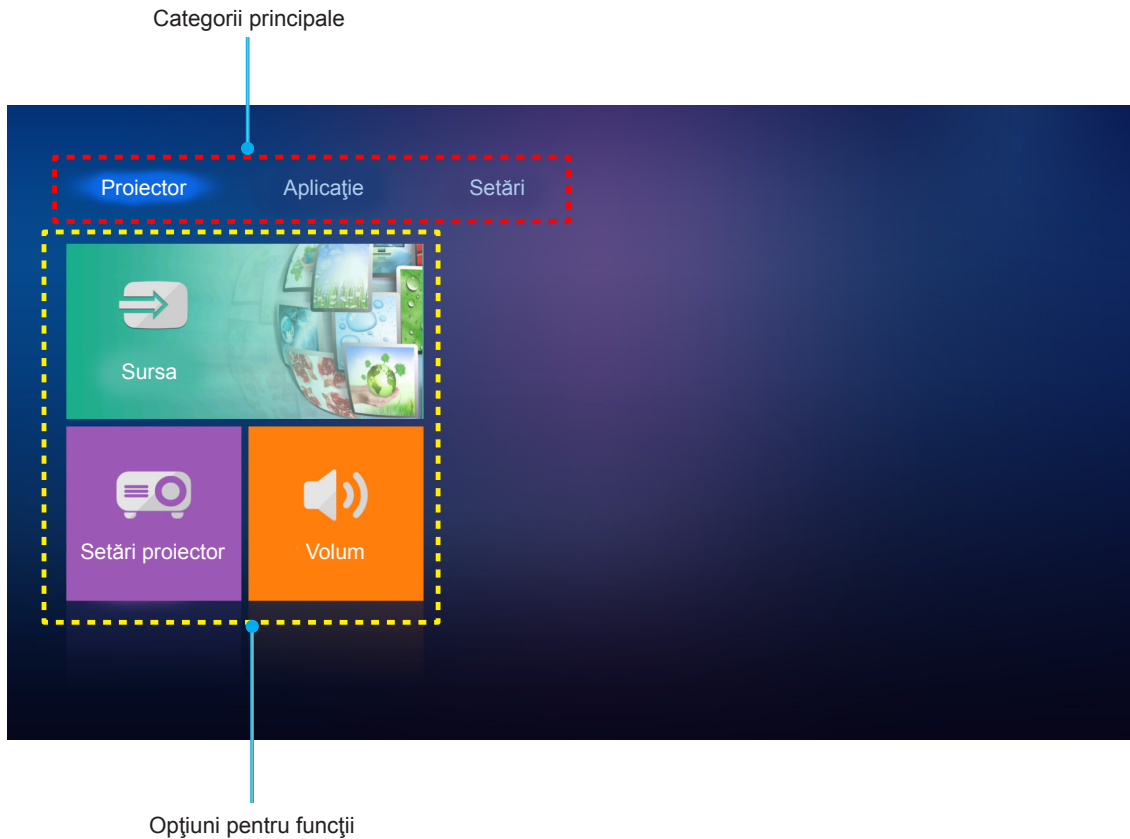 Categorii principale
Proiector Aplicaţie Setări
Sursa
Setări proiector Volum
Opţiuni pentru funcţii